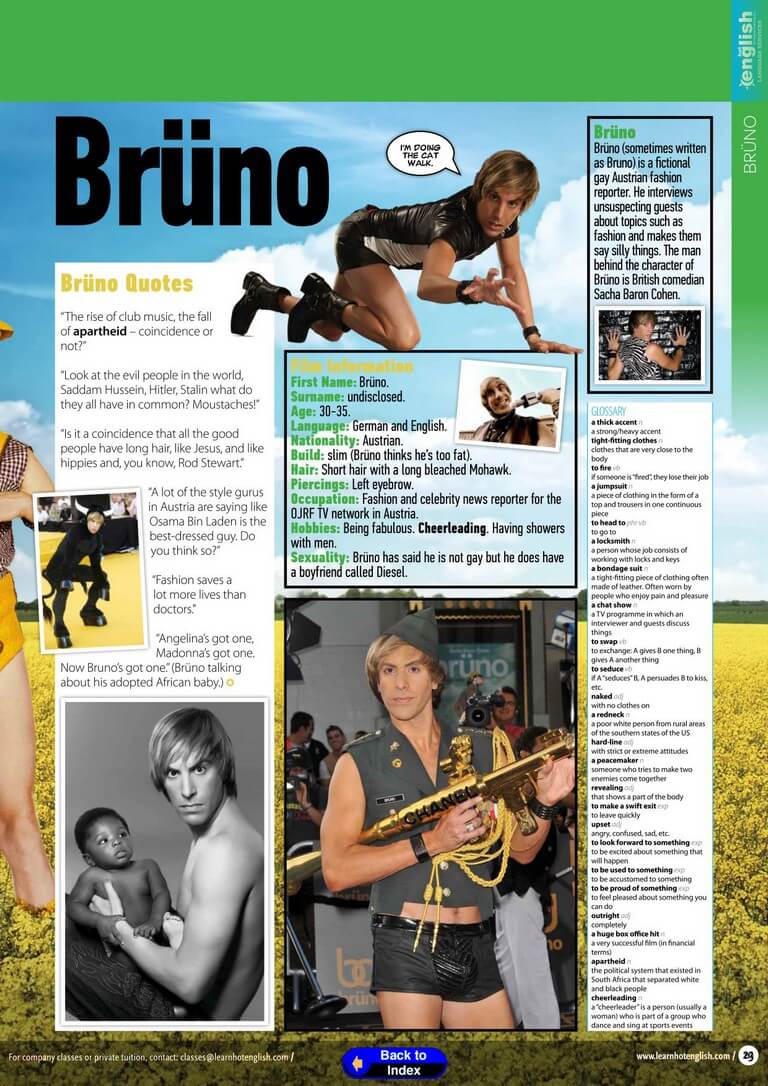 english
LANGUAGE SERVICES
BRÜNO
Brüno
I'M DOING
THE CAT
WALK.
Brüno Quotes
"The rise of club music, the fall
of apartheid – coincidence or
not?"
"Look at the evil people in the world,
Saddam Hussein, Hitler, Stalin what do
they all have in common? Moustaches!"
"Is it a coincidence that all the good
people have long hair, like Jesus, and like
hippies and, you know, Rod Stewart."
"A lot of the style gurus
in Austria are saying like
Osama Bin Laden is the
best-dressed guy. Do
you think so?"
"Fashion saves a
lot more lives than
doctors."
"Angelina's got one,
Madonna's got one.
Now Bruno's got one." (Brüno talking
about his adopted African baby.)
Film Information
First Name: Brüno.
Surname: undisclosed.
Age: 30-35.
Language: German and English.
Nationality: Austrian.
Build: slim (Brüno thinks he's too fat).
Hair: Short hair with a long bleached Mohawk.
Piercings: Left eyebrow.
Occupation: Fashion and celebrity news reporter for the
OJRF TV network in Austria.
Hobbies: Being fabulous. Cheerleading. Having showers
with men.
Sexuality: Brüno has said he is not gay but he does have
a boyfriend called Diesel.
brüno
CHANEL
Brüno
Brüno (sometimes written
as Bruno) is a fictional
gay Austrian fashion
reporter. He interviews
unsuspecting guests
about topics such as
fashion and makes them
say silly things. The man
behind the character of
Brüno is British comedian
Sacha Baron Cohen.
GLOSSARY
a thick accent n
a strong/heavy accent
tight-fitting clothes n
clothes that are very close to the
body
to fire vb
if someone is "fired", they lose their job
a jumpsuit n
a piece of clothing in the form of a
top and trousers in one continuous
piece
to head to phr vb
to go to
a locksmith n
a person whose job consists of
working with locks and keys
a bondage suit n
a tight-fitting piece of clothing often
made of leather. Often worn by
people who enjoy pain and pleasure
a chat show n
a TV programme in which an
interviewer and guests discuss
things
to swap vb
to exchange: A gives B one thing, B
gives A another thing
to seduce vb
if A "seduces" B, A persuades B to kiss,
etc.
naked adj
with no clothes on
a redneck n
a poor white person from rural areas
of the southern states of the US
hard-line adj
with strict or extreme attitudes
a peacemaker n
someone who tries to make two
enemies come together
revealing adj
that shows a part of the body
to make a swift exit exp
to leave quickly
upset adj
angry, confused, sad, etc.
to look forward to something exp
to be excited about something that
will happen
to be used to something exp
to be accustomed to something
to be proud of something exp
to feel pleased about something you
can do
outright adj
completely
a huge box office hit n
a very successful film (in financial
terms)
apartheid n
the political system that existed in
South Africa that separated white
and black people
cheerleading n
a "cheerleader" is a person (usually a
woman) who is part of a group who
dance and sing at sports events
For company classes or private tuition, contact: classes@learnhotenglish.com /
Back to
Index
www.learnhotenglish.com /